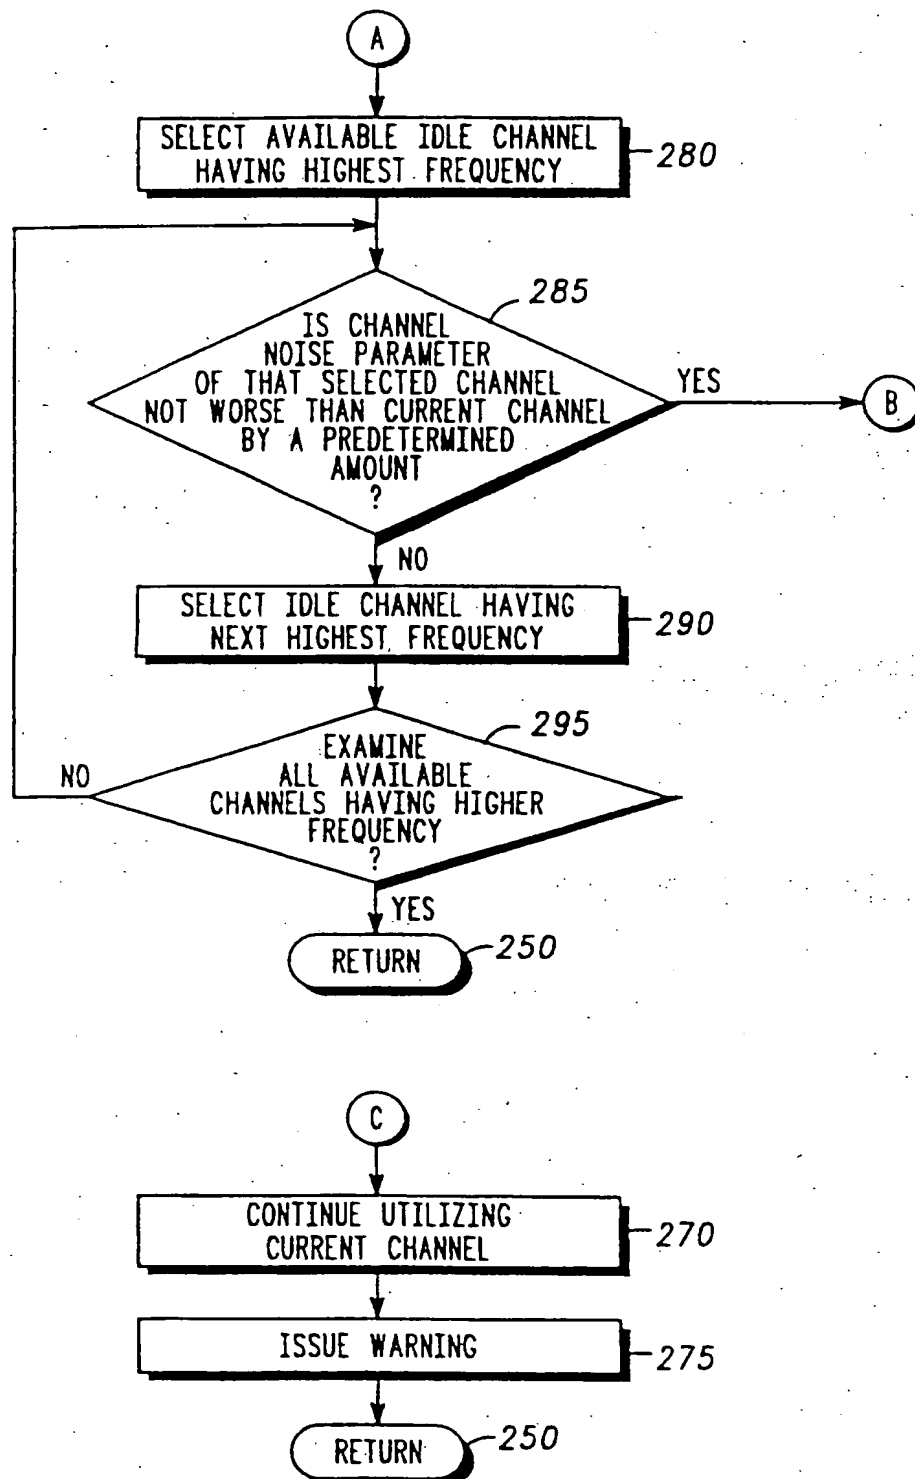 A
SELECT AVAILABLE IDLE CHANNEL
HAVING HIGHEST FREQUENCY
280
285
IS CHANNEL
NOISE PARAMETER
OF THAT SELECTED CHANNEL
NOT WORSE THAN CURRENT CHANNEL
BY A PREDETERMINED
AMOUNT
?
YES
B
NO
SELECT IDLE CHANNEL HAVING
NEXT HIGHEST FREQUENCY
290
295
EXAMINE
ALL AVAILABLE
CHANNELS HAVING HIGHER
FREQUENCY
?
NO
YES
RETURN
250
C
CONTINUE UTILIZING
CURRENT CHANNEL
270
ISSUE WARNING
275
RETURN
250